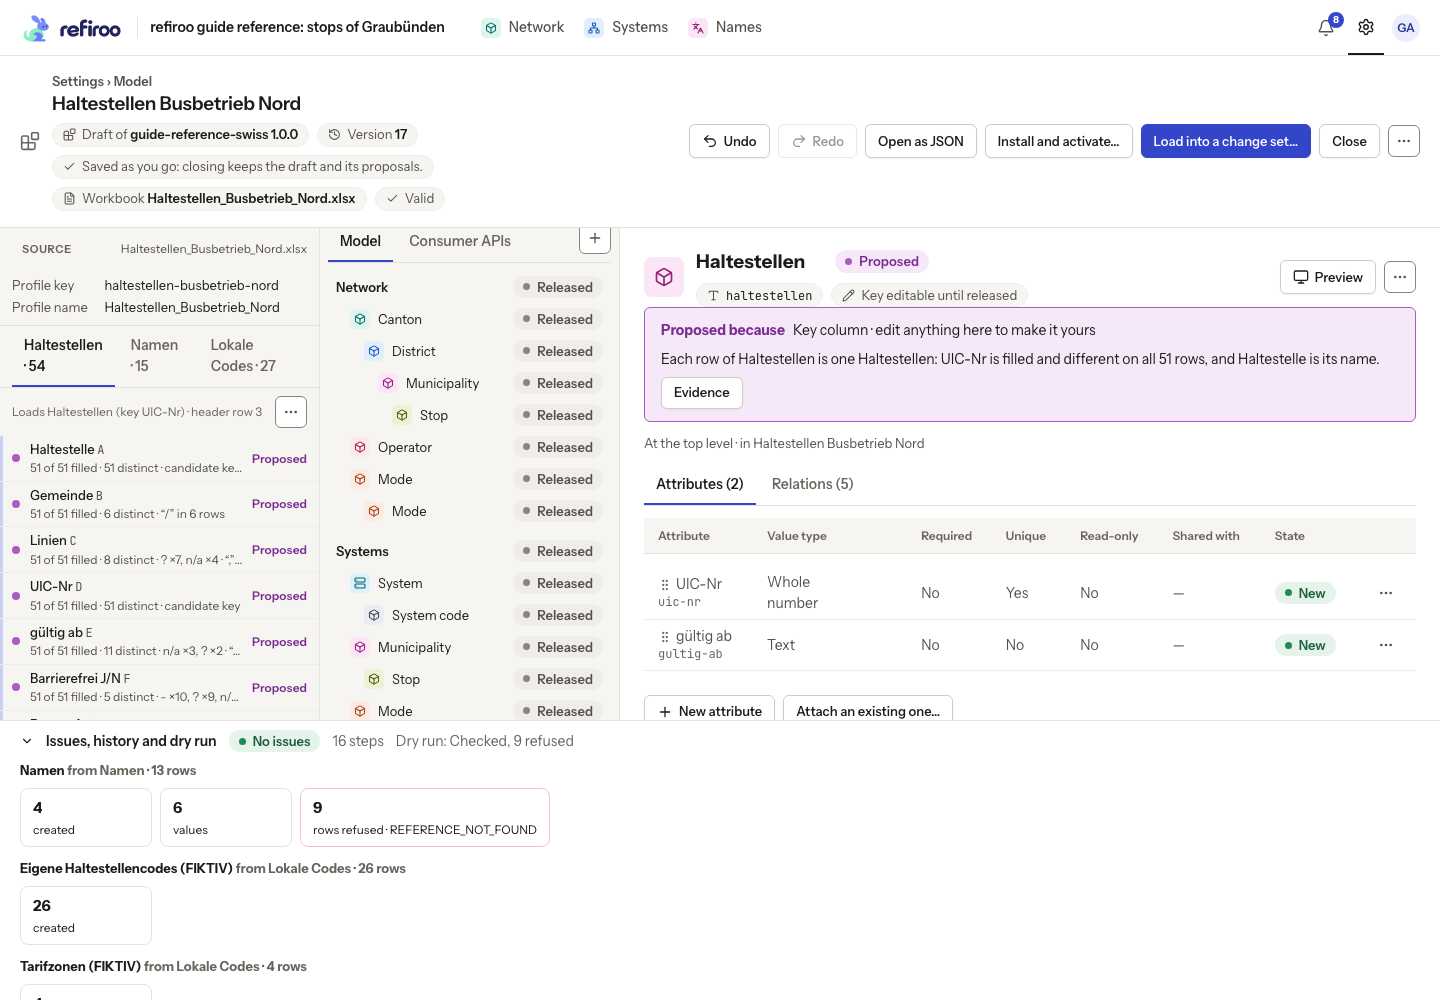 refiroo
refiroo guide reference: stops of Graubünden
Network
Systems
Names
8
GA
Settings › Model
Haltestellen Busbetrieb Nord
Draft of guide-reference-swiss 1.0.0
Version 17
Saved as you go: closing keeps the draft and its proposals.
Workbook Haltestellen_Busbetrieb_Nord.xlsx
Valid
Undo
Redo
Open as JSON
Install and activate...
Load into a change set...
Close
SOURCE
Haltestellen_Busbetrieb_Nord.xlsx
Profile key haltestellen-busbetrieb-nord
Profile name Haltestellen_Busbetrieb_Nord
Haltestellen · 54
Namen · 15
Lokale Codes · 27
Loads Haltestellen (key UIC-Nr) · header row 3
Haltestelle A
51 of 51 filled · 51 distinct · candidate ke...
Proposed
Gemeinde B
51 of 51 filled · 6 distinct · “/” in 6 rows
Proposed
Linien C
51 of 51 filled · 8 distinct · ? ×7, n/a ×4 · “,”...
Proposed
UIC-Nr D
51 of 51 filled · 51 distinct · candidate key
Proposed
gültig ab E
51 of 51 filled · 11 distinct · n/a ×3, ? ×2 · “...
Proposed
Barrierefrei J/N F
51 of 51 filled · 5 distinct · - ×10, ? ×9, n/...
Proposed
Model
Consumer APIs
Network Released
Canton Released
District Released
Municipality Released
Stop Released
Operator Released
Mode Released
Mode Released
Systems Released
System Released
System code Released
Municipality Released
Stop Released
Mode Released
Haltestellen
Proposed
haltestellen
Key editable until released
Preview
Proposed because Key column · edit anything here to make it yours
Each row of Haltestellen is one Haltestellen: UIC-Nr is filled and different on all 51 rows, and Haltestelle is its name.
Evidence
At the top level · in Haltestellen Busbetrieb Nord
Attributes (2)
Relations (5)
Attribute Value type Required Unique Read-only Shared with State
UIC-Nr
uic-nr
Whole number
No Yes No — New
gültig ab
gultig-ab
Text No No No — New
New attribute
Attach an existing one...
Issues, history and dry run
No issues
16 steps
Dry run: Checked, 9 refused
Namen from Namen · 13 rows
4
created
6
values
9
rows refused · REFERENCE_NOT_FOUND
Eigene Haltestellencodes (FIKTIV) from Lokale Codes · 26 rows
26
created
Tarifzonen (FIKTIV) from Lokale Codes · 4 rows